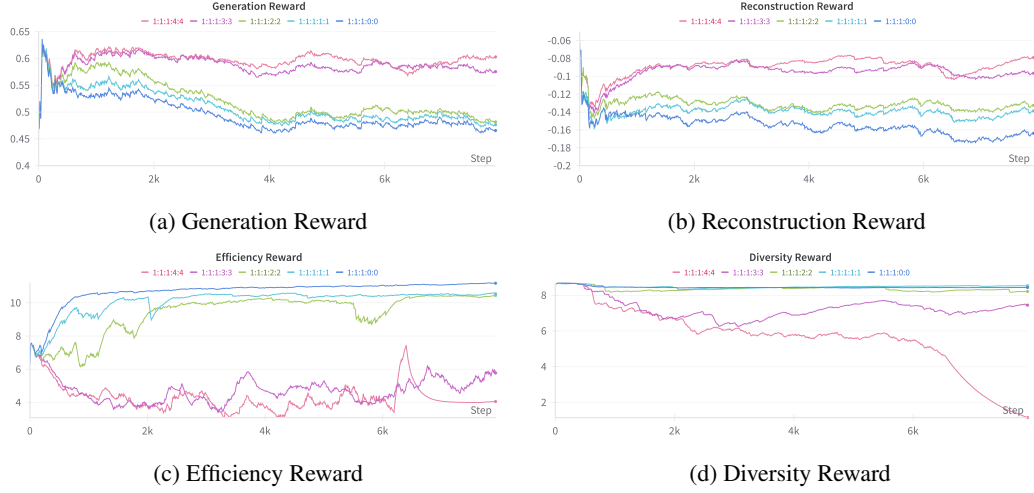 Generation Reward
1:1:1:4:4 1:1:1:3:3 1:1:1:2:2 1:1:1:1:1 1:1:1:0:0
0.65
0.6
0.55
0.5
0.45
0.4
Step
0 2k 4k 6k
(a) Generation Reward
Reconstruction Reward
1:1:1:4:4 1:1:1:3:3 1:1:1:2:2 1:1:1:1:1 1:1:1:0:0
-0.06
-0.08
-0.1
-0.12
-0.14
-0.16
-0.18
-0.2
Step
0 2k 4k 6k
(b) Reconstruction Reward
Efficiency Reward
1:1:1:4:4 1:1:1:3:3 1:1:1:2:2 1:1:1:1:1 1:1:1:0:0
10
8
6
4
Step
0 2k 4k 6k
(c) Efficiency Reward
Diversity Reward
1:1:1:4:4 1:1:1:3:3 1:1:1:2:2 1:1:1:1:1 1:1:1:0:0
8
6
4
2
Step
0 2k 4k 6k
(d) Diversity Reward